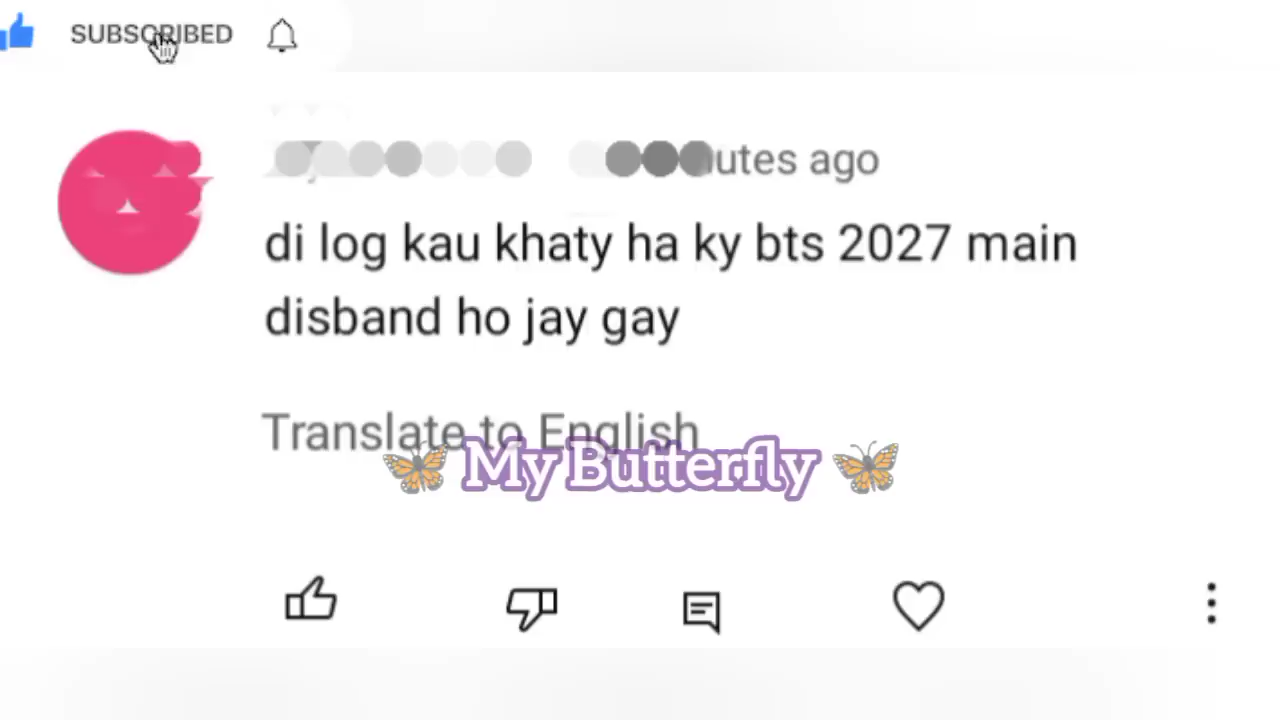 SUBSCRIBED
utes ago
di log kau khaty ha ky bts 2027 main
disband ho jay gay
Translate to English
My Butterfly